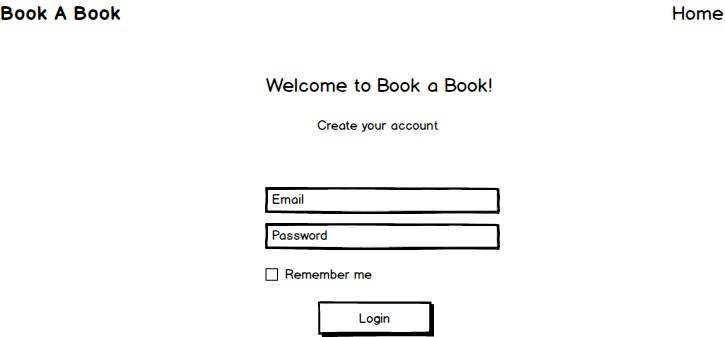 Book A Book Home
Welcome to Book a Book!
Create your account
Email
Password
Remember me
Login